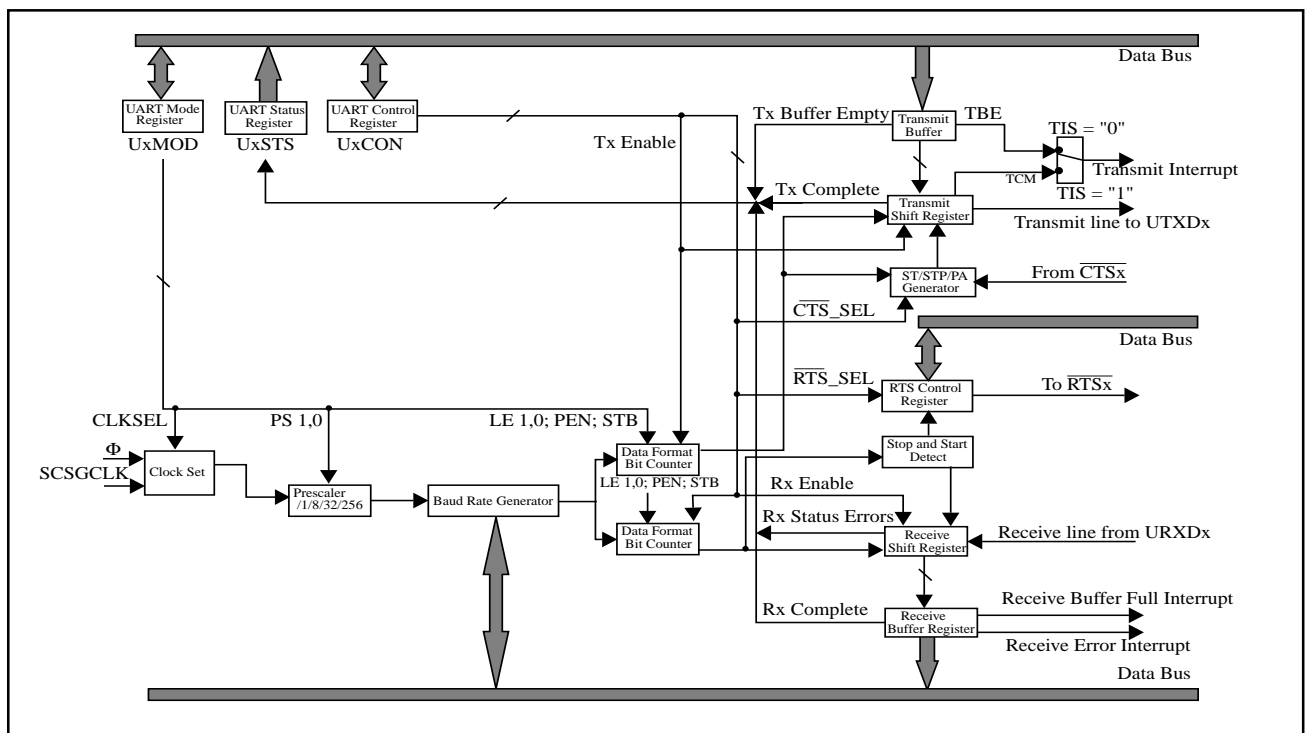 Data Bus
UART Mode
Register
UxMOD
UART Status
Register
UxSTS
UART Control
Register
UxCON
Tx Enable
Tx Buffer Empty
Transmit
Buffer
TBE
TIS = "0"
Transmit Interrupt
TCM
TIS = "1"
Tx Complete
Transmit
Shift Register
Transmit line to UTXDx
ST/STP/PA
Generator
From C̅T̅S̅x̅
C̅T̅S̅_SEL
Data Bus
R̅T̅S̅_SEL
RTS Control
Register
To R̅T̅S̅x̅
CLKSEL
PS 1,0
LE 1,0; PEN; STB
Φ
SCSGCLK
Clock Set
Prescaler
/1/8/32/256
Baud Rate Generator
Data Format
Bit Counter
LE 1,0; PEN; STB
Data Format
Bit Counter
Stop and Start
Detect
Rx Enable
Rx Status Errors
Receive
Shift Register
Receive line from URXDx
Rx Complete
Receive
Buffer Register
Receive Buffer Full Interrupt
Receive Error Interrupt
Data Bus